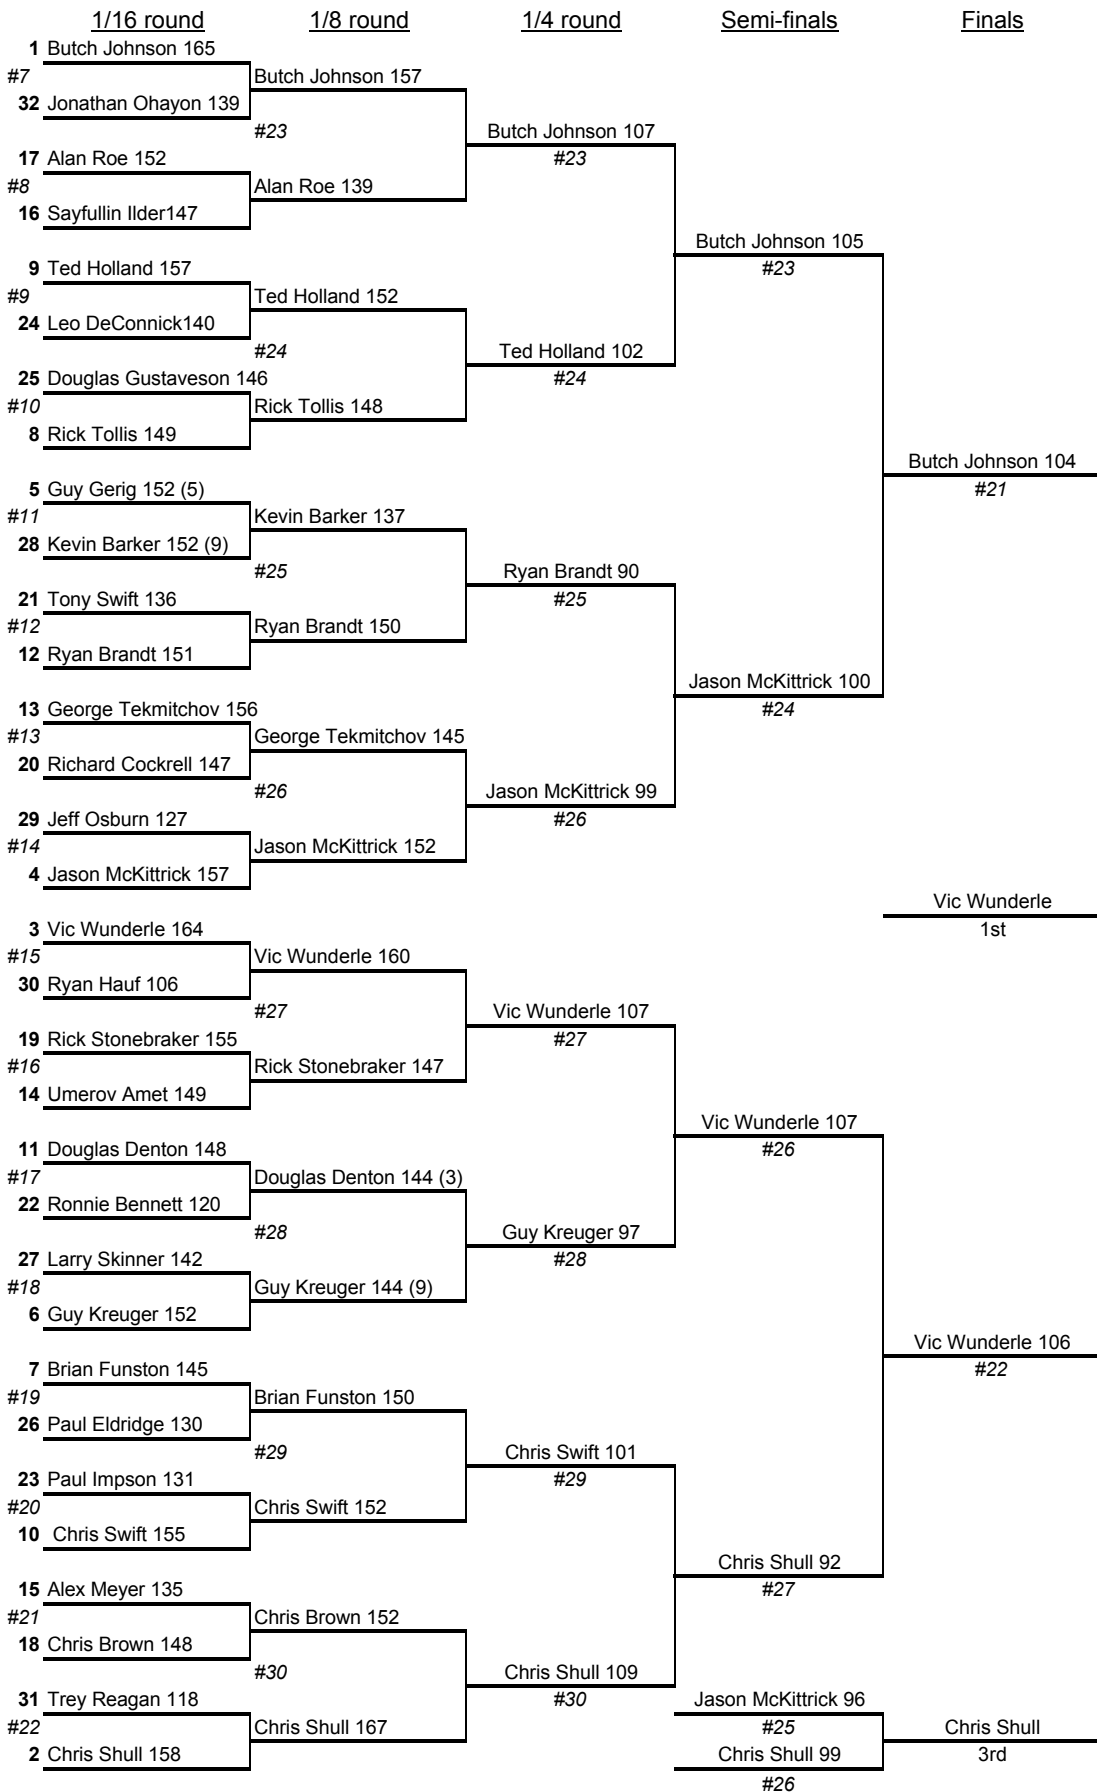 1/16 round 1/8 round 1/4 round Semi-finals Finals
1 Butch Johnson 165
#7 Butch Johnson 157
32 Jonathan Ohayon 139
#23 Butch Johnson 107
17 Alan Roe 152 #23
#8 Alan Roe 139
16 Sayfullin Ilder147
Butch Johnson 105
9 Ted Holland 157 #23
#9 Ted Holland 152
24 Leo DeConnick140
#24 Ted Holland 102
25 Douglas Gustaveson 146 #24
#10 Rick Tollis 148
8 Rick Tollis 149
Butch Johnson 104
5 Guy Gerig 152 (5) #21
#11 Kevin Barker 137
28 Kevin Barker 152 (9)
#25 Ryan Brandt 90
21 Tony Swift 136 #25
#12 Ryan Brandt 150
12 Ryan Brandt 151
Jason McKittrick 100
13 George Tekmitchov 156 #24
#13 George Tekmitchov 145
20 Richard Cockrell 147
#26 Jason McKittrick 99
29 Jeff Osburn 127 #26
#14 Jason McKittrick 152
4 Jason McKittrick 157
Vic Wunderle
3 Vic Wunderle 164 1st
#15 Vic Wunderle 160
30 Ryan Hauf 106
#27 Vic Wunderle 107
19 Rick Stonebraker 155 #27
#16 Rick Stonebraker 147
14 Umerov Amet 149
Vic Wunderle 107
11 Douglas Denton 148 #26
#17 Douglas Denton 144 (3)
22 Ronnie Bennett 120
#28 Guy Kreuger 97
27 Larry Skinner 142 #28
#18 Guy Kreuger 144 (9)
6 Guy Kreuger 152
Vic Wunderle 106
7 Brian Funston 145 #22
#19 Brian Funston 150
26 Paul Eldridge 130
#29 Chris Swift 101
23 Paul Impson 131 #29
#20 Chris Swift 152
10 Chris Swift 155
Chris Shull 92
15 Alex Meyer 135 #27
#21 Chris Brown 152
18 Chris Brown 148
#30 Chris Shull 109
31 Trey Reagan 118 #30 Jason McKittrick 96
#22 Chris Shull 167 #25 Chris Shull
2 Chris Shull 158 Chris Shull 99 3rd
#26